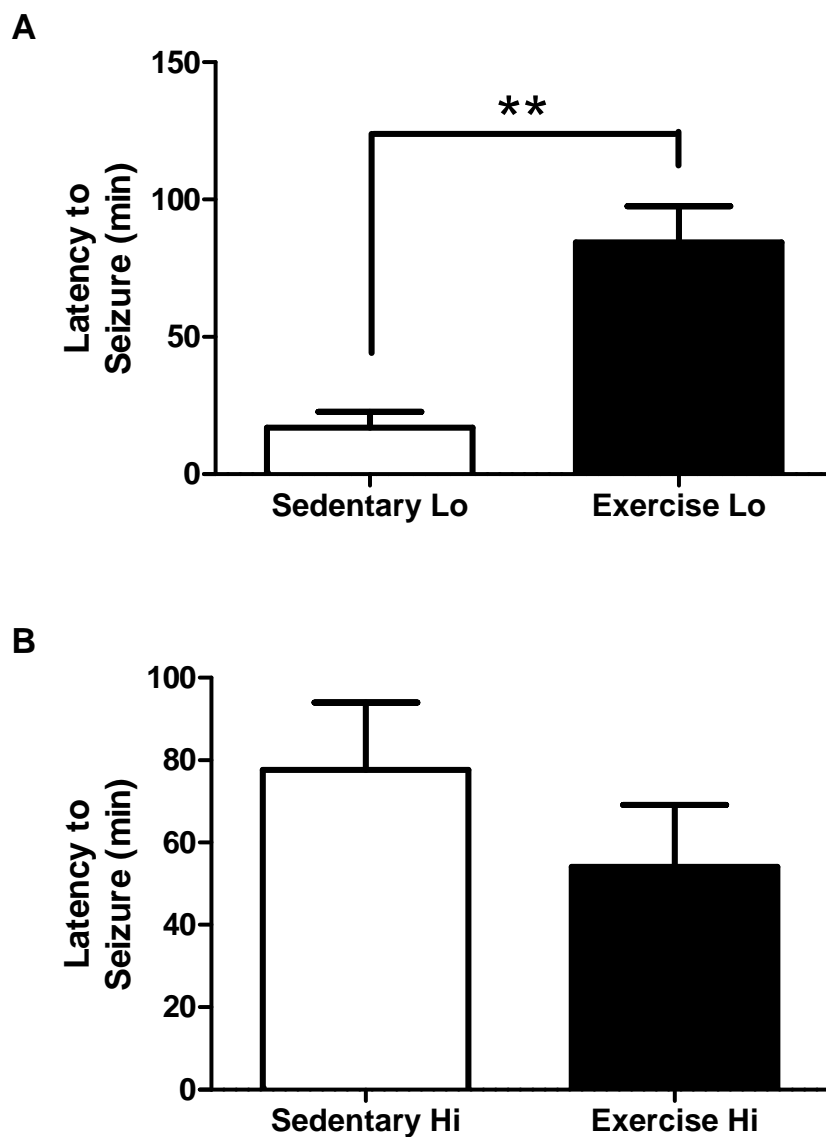 A
150
100
50
0
Latency to
Seizure (min)
**
Sedentary Lo
Exercise Lo
B
100
80
60
40
20
0
Latency to
Seizure (min)
Sedentary Hi
Exercise Hi